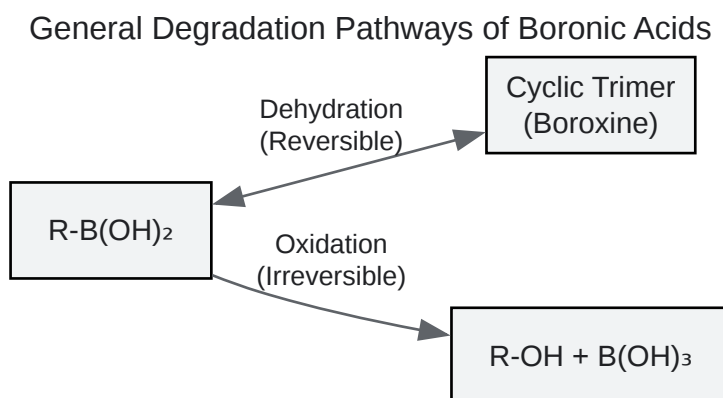 General Degradation Pathways of Boronic Acids
Cyclic Trimer
(Boroxine)
Dehydration
(Reversible)
R-B(OH)₂
Oxidation
(Irreversible)
R-OH + B(OH)₃